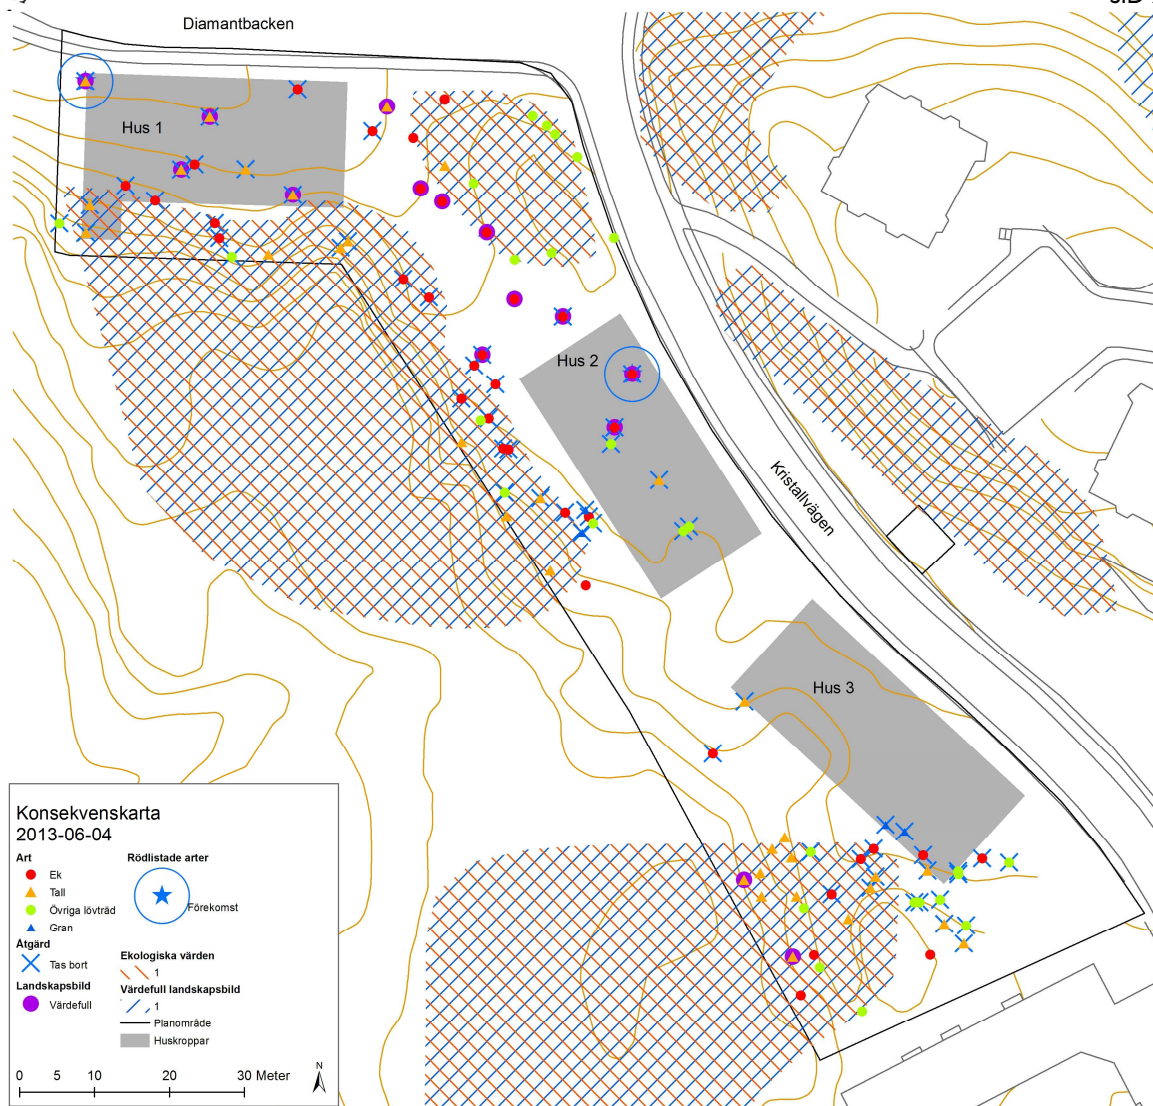 Diamantbacken
Hus 1
Hus 2
Kristallvägen
Hus 3
Konsekvenskarta
2013-06-04
Art
Ek
Tall
Övriga lövträd
Gran
Åtgärd
Tas bort
Landskapsbild
Värdefull
Rödlistade arter
Förekomst
Ekologiska värden
1
Värdefull landskapsbild
1
Planområde
Huskroppar
0 5 10 20 30 Meter
N